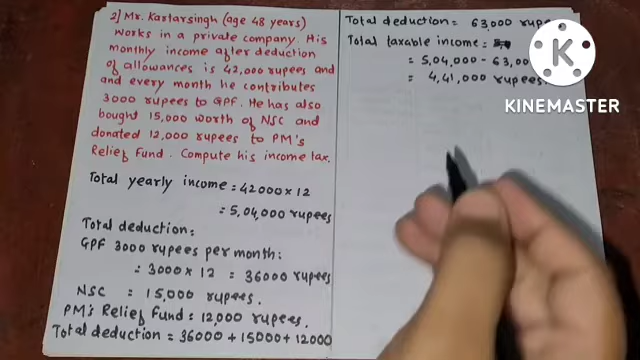 2] Mr. Kartarsingh (age 48 years)
works in a private company. His
monthly income after deduction
of allowances is 42,000 rupees and
and every month he contributes
3000 rupees to GPF. He has also
bought 15,000 worth of NSC and
donated 12,000 rupees to PM's
Relief Fund. Compute his income tax.
Total yearly income = 42000 × 12
= 5,04,000 rupees
Total deduction:
GPF 3000 rupees per month:
= 3000 × 12 = 36000 rupees
NSC = 15,000 rupees.
PM's Relief Fund = 12,000 rupees.
Total deduction = 36000 + 15000 + 12000
Total deduction = 63,000
Total taxable income =
= 5,04,000 - 63,00
= 4,41,000 rupees.
K
KINEMASTER